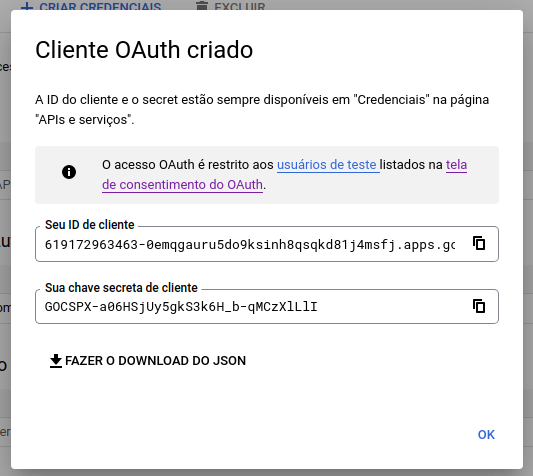 CRIAR CREDENCIAIS EXCLUIR
Cliente OAuth criado
A ID do cliente e o secret estão sempre disponíveis em "Credenciais" na página
"APIs e serviços".
O acesso OAuth é restrito aos usuários de teste listados na tela
de consentimento do OAuth.
Seu ID de cliente
619172963463-0emqgauru5do9ksinh8qsqkd81j4msfj.apps.gc
Sua chave secreta de cliente
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
FAZER O DOWNLOAD DO JSON
OK